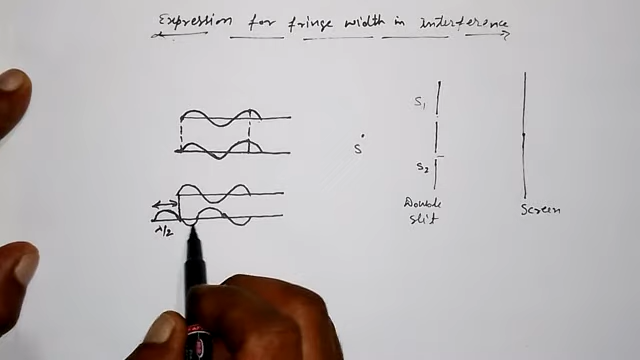 Expression for fringe width in interference
S₁
S
S₂
λ/2
Double
slit
Screen